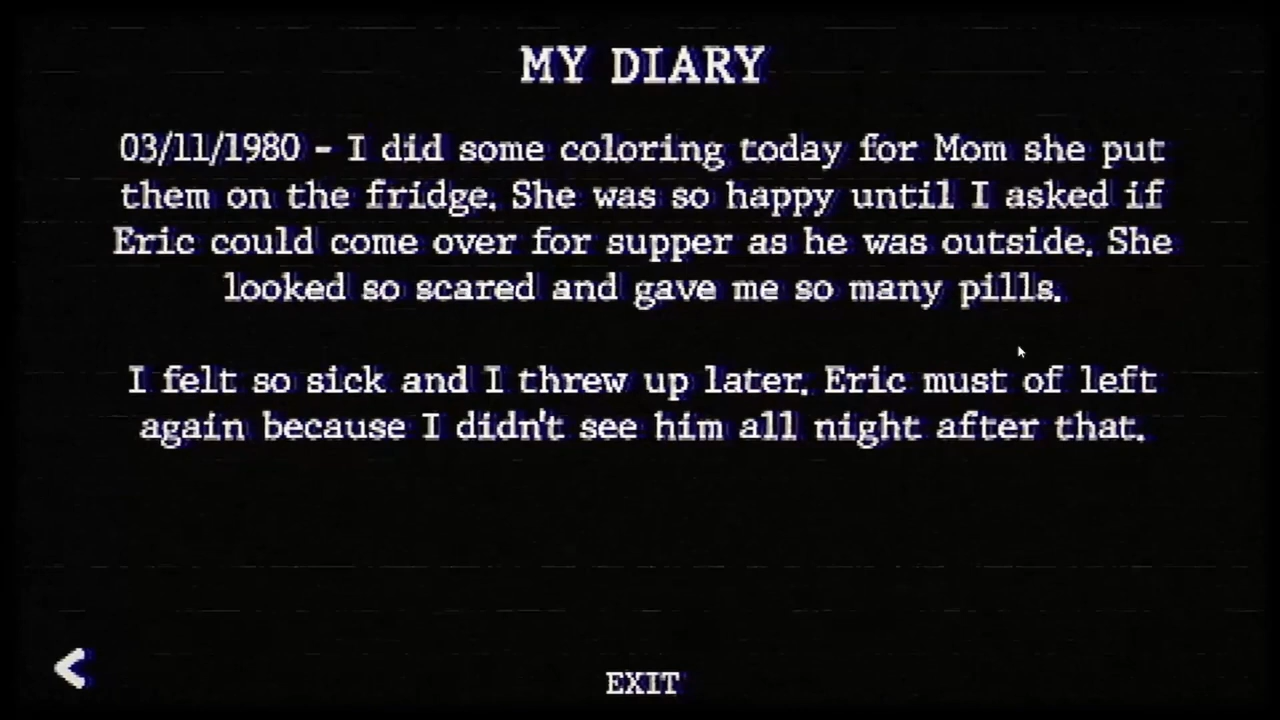 MY DIARY
03/11/1980 - I did some coloring today for Mom she put
them on the fridge. She was so happy until I asked if
Eric could come over for supper as he was outside. She
looked so scared and gave me so many pills.
I felt so sick and I threw up later. Eric must of left
again because I didn't see him all night after that.
<
EXIT